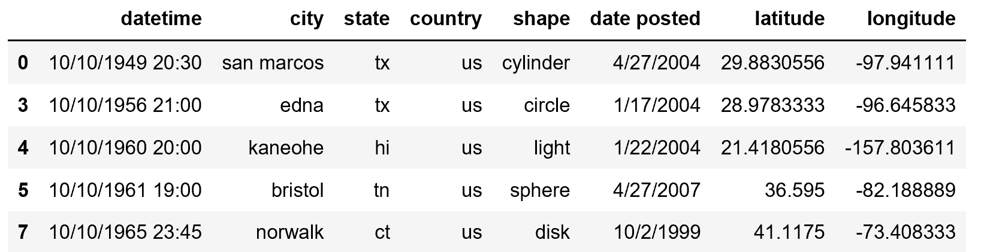 datetime city state country shape date posted latitude longitude
0 10/10/1949 20:30 san marcos tx us cylinder 4/27/2004 29.8830556 -97.941111
3 10/10/1956 21:00 edna tx us circle 1/17/2004 28.9783333 -96.645833
4 10/10/1960 20:00 kaneohe hi us light 1/22/2004 21.4180556 -157.803611
5 10/10/1961 19:00 bristol tn us sphere 4/27/2007 36.595 -82.188889
7 10/10/1965 23:45 norwalk ct us disk 10/2/1999 41.1175 -73.408333